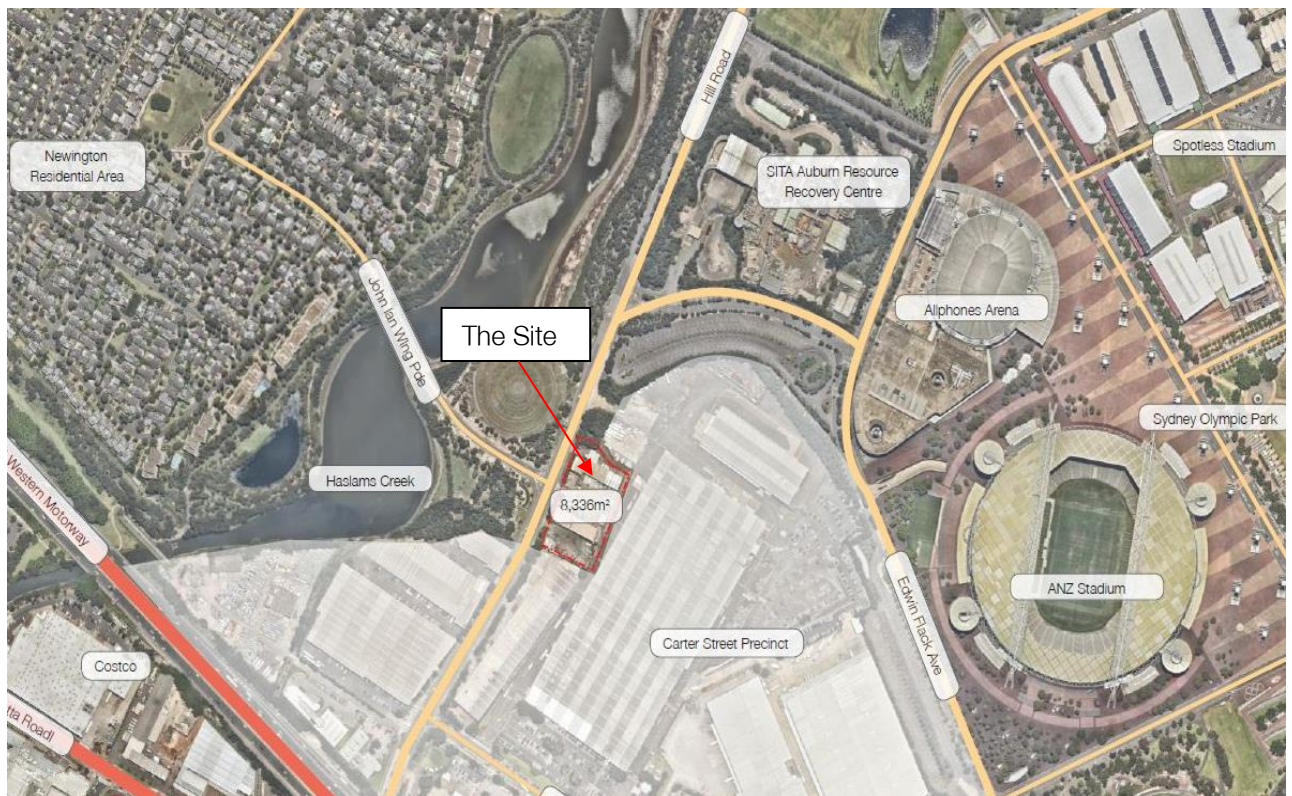 Hill Road
Spotless Stadium
Newington
Residential Area
SITA Auburn Resource
Recovery Centre
John Ian Wing Pde
Allphones Arena
The Site
Sydney Olympic Park
Western Motorway
Haslams Creek
8,336m²
Edwin Flack Ave
ANZ Stadium
Carter Street Precinct
Costco
tta Roadl